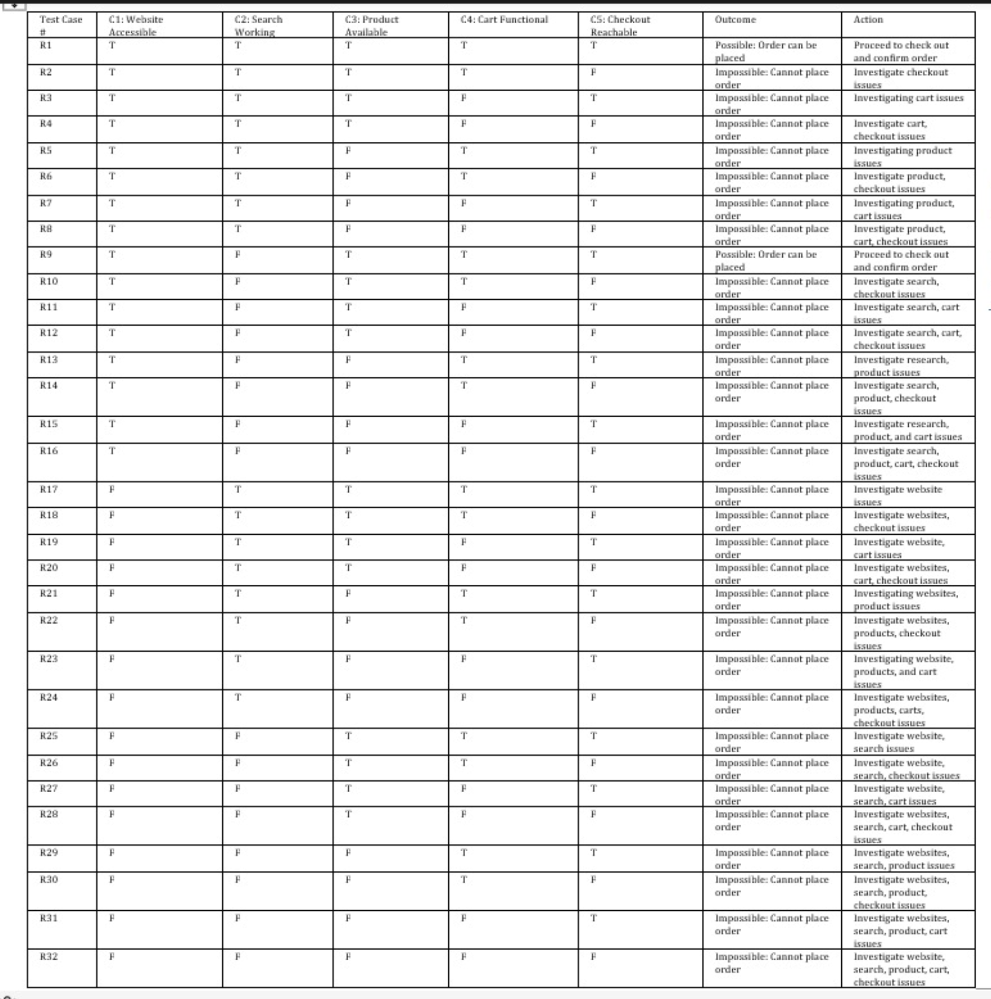 Test Case # C1: Website Accessible C2: Search Working C3: Product Available C4: Cart Functional C5: Checkout Reachable Outcome Action
R1 T T T T T Possible: Order can be placed Proceed to check out and confirm order
R2 T T T T F Impossible: Cannot place order Investigate checkout issues
R3 T T T F T Impossible: Cannot place order Investigating cart issues
R4 T T T F F Impossible: Cannot place order Investigate cart, checkout issues
R5 T T F T T Impossible: Cannot place order Investigating product issues
R6 T T F T F Impossible: Cannot place order Investigate product, checkout issues
R7 T T F F T Impossible: Cannot place order Investigating product, cart issues
R8 T T F F F Impossible: Cannot place order Investigate product, cart, checkout issues
R9 T F T T T Possible: Order can be placed Proceed to check out and confirm order
R10 T F T T F Impossible: Cannot place order Investigate search, checkout issues
R11 T F T F T Impossible: Cannot place order Investigate search, cart issues
R12 T F T F F Impossible: Cannot place order Investigate search, cart, checkout issues
R13 T F F T T Impossible: Cannot place order Investigate research, product issues
R14 T F F T F Impossible: Cannot place order Investigate search, product, checkout issues
R15 T F F F T Impossible: Cannot place order Investigate research, product, and cart issues
R16 T F F F F Impossible: Cannot place order Investigate search, product, cart, checkout issues
R17 F T T T T Impossible: Cannot place order Investigate website issues
R18 F T T T F Impossible: Cannot place order Investigate websites, checkout issues
R19 F T T F T Impossible: Cannot place order Investigate website, cart issues
R20 F T T F F Impossible: Cannot place order Investigate websites, cart, checkout issues
R21 F T F T T Impossible: Cannot place order Investigating websites, product issues
R22 F T F T F Impossible: Cannot place order Investigate websites, products, checkout issues
R23 F T F F T Impossible: Cannot place order Investigating website, products, and cart issues
R24 F T F F F Impossible: Cannot place order Investigate websites, products, carts, checkout issues
R25 F F T T T Impossible: Cannot place order Investigate website, search issues
R26 F F T T F Impossible: Cannot place order Investigate website, search, checkout issues
R27 F F T F T Impossible: Cannot place order Investigate website, search, cart issues
R28 F F T F F Impossible: Cannot place order Investigate websites, search, cart, checkout issues
R29 F F F T T Impossible: Cannot place order Investigate websites, search, product issues
R30 F F F T F Impossible: Cannot place order Investigate websites, search, product, checkout issues
R31 F F F F T Impossible: Cannot place order Investigate websites, search, product, cart issues
R32 F F F F F Impossible: Cannot place order Investigate website, search, product, cart, checkout issues